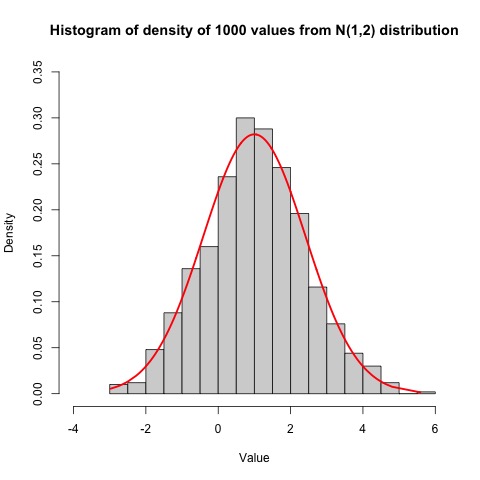 Histogram of density of 1000 values from N(1,2) distribution
0.35
0.30
0.25
0.20
0.15
0.10
0.05
0.00
Density
-4 -2 0 2 4 6
Value